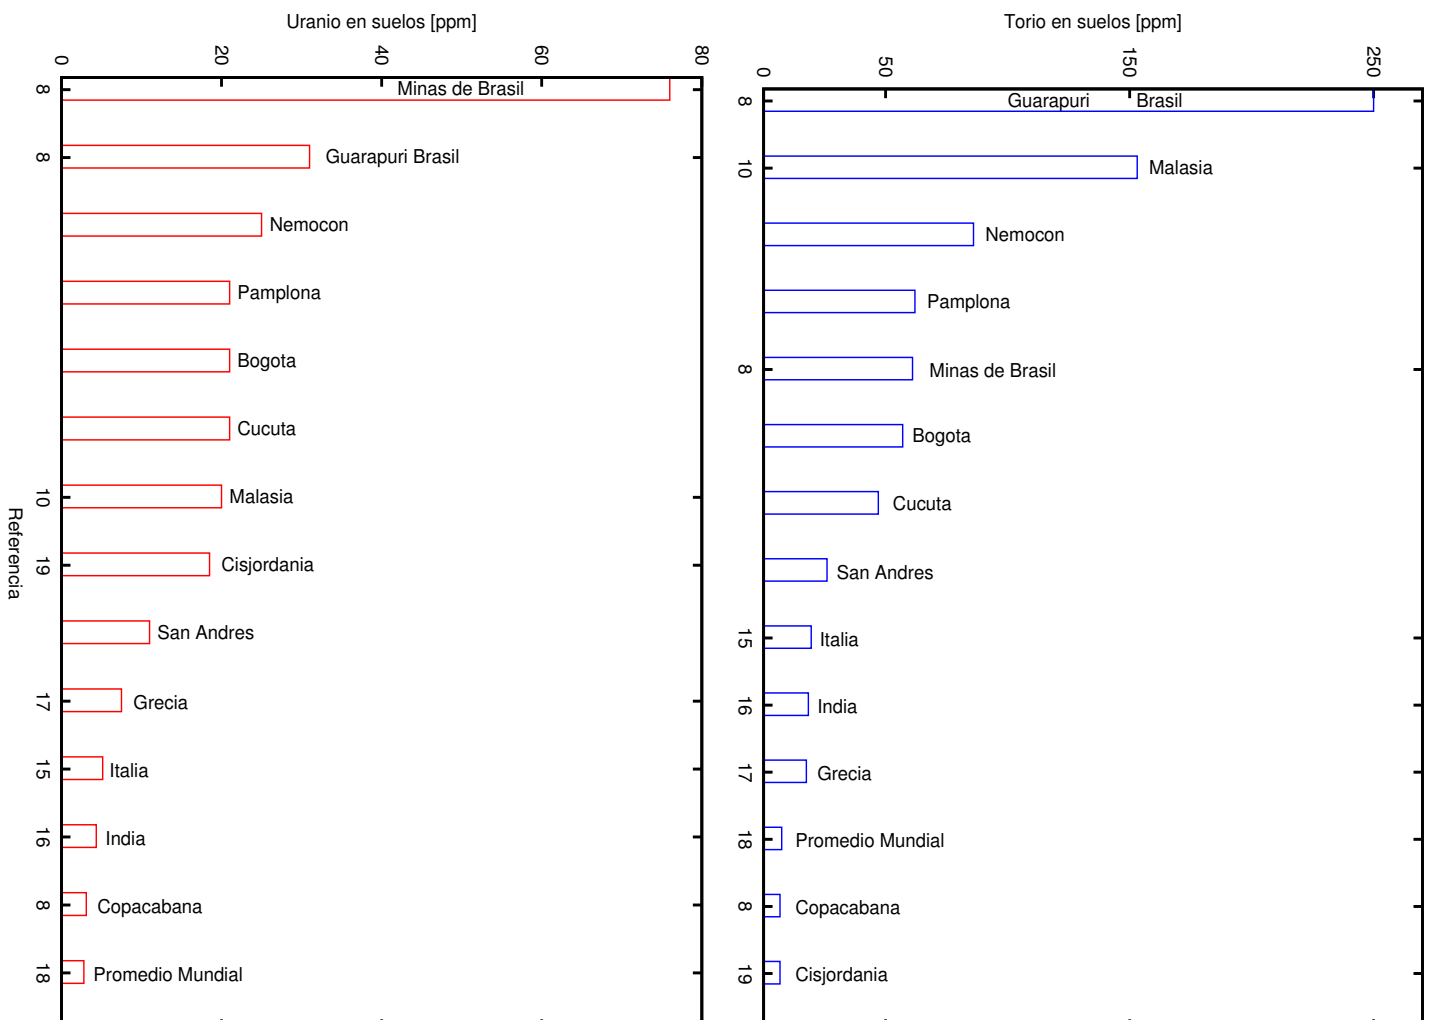 Uranio en suelos [ppm]
0
20
40
60
80
8
Minas de Brasil
8
Guarapuri Brasil
Nemocon
Pamplona
Bogota
Cucuta
10
Malasia
19
Cisjordania
San Andres
17
Grecia
15
Italia
16
India
8
Copacabana
18
Promedio Mundial
Referencia
Torio en suelos [ppm]
0
50
150
250
8
Guarapuri Brasil
10
Malasia
Nemocon
Pamplona
8
Minas de Brasil
Bogota
Cucuta
San Andres
15
Italia
16
India
17
Grecia
18
Promedio Mundial
8
Copacabana
19
Cisjordania